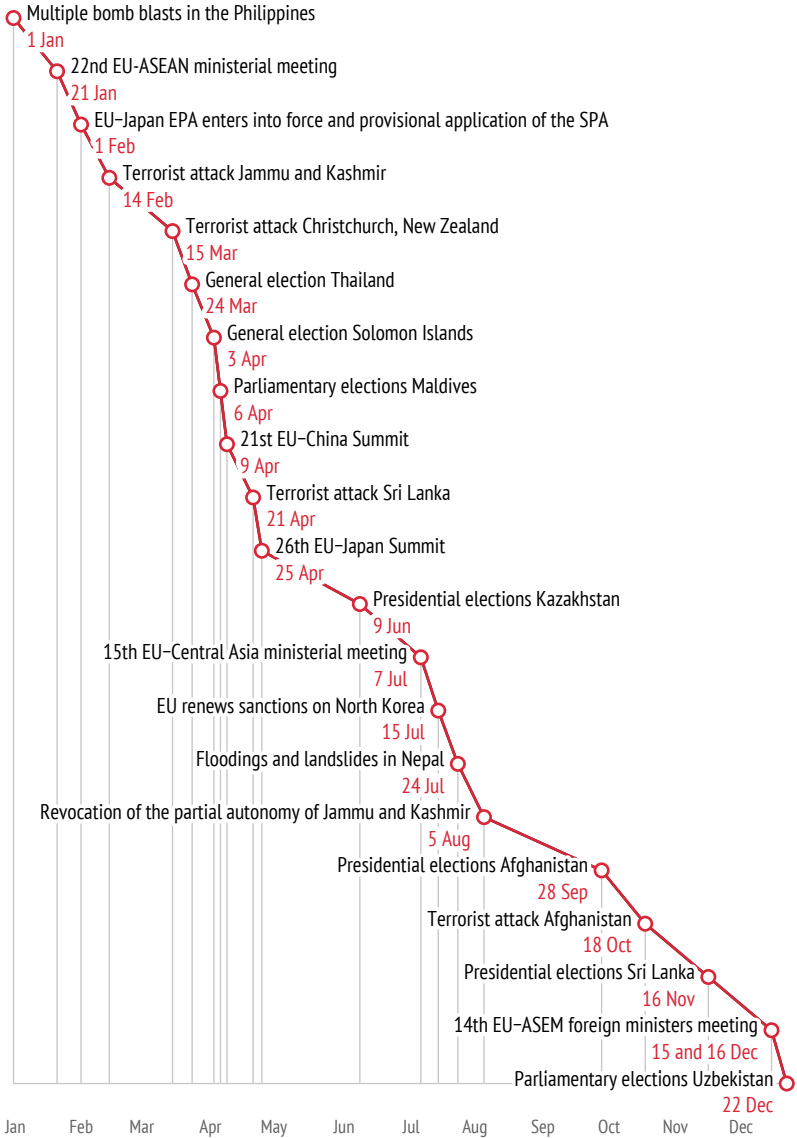 Multiple bomb blasts in the Philippines
1 Jan
22nd EU-ASEAN ministerial meeting
21 Jan
EU–Japan EPA enters into force and provisional application of the SPA
1 Feb
Terrorist attack Jammu and Kashmir
14 Feb
Terrorist attack Christchurch, New Zealand
15 Mar
General election Thailand
24 Mar
General election Solomon Islands
3 Apr
Parliamentary elections Maldives
6 Apr
21st EU–China Summit
9 Apr
Terrorist attack Sri Lanka
21 Apr
26th EU–Japan Summit
25 Apr
Presidential elections Kazakhstan
9 Jun
15th EU–Central Asia ministerial meeting
7 Jul
EU renews sanctions on North Korea
15 Jul
Floodings and landslides in Nepal
24 Jul
Revocation of the partial autonomy of Jammu and Kashmir
5 Aug
Presidential elections Afghanistan
28 Sep
Terrorist attack Afghanistan
18 Oct
Presidential elections Sri Lanka
16 Nov
14th EU–ASEM foreign ministers meeting
15 and 16 Dec
Parliamentary elections Uzbekistan
22 Dec
Jan Feb Mar Apr May Jun Jul Aug Sep Oct Nov Dec